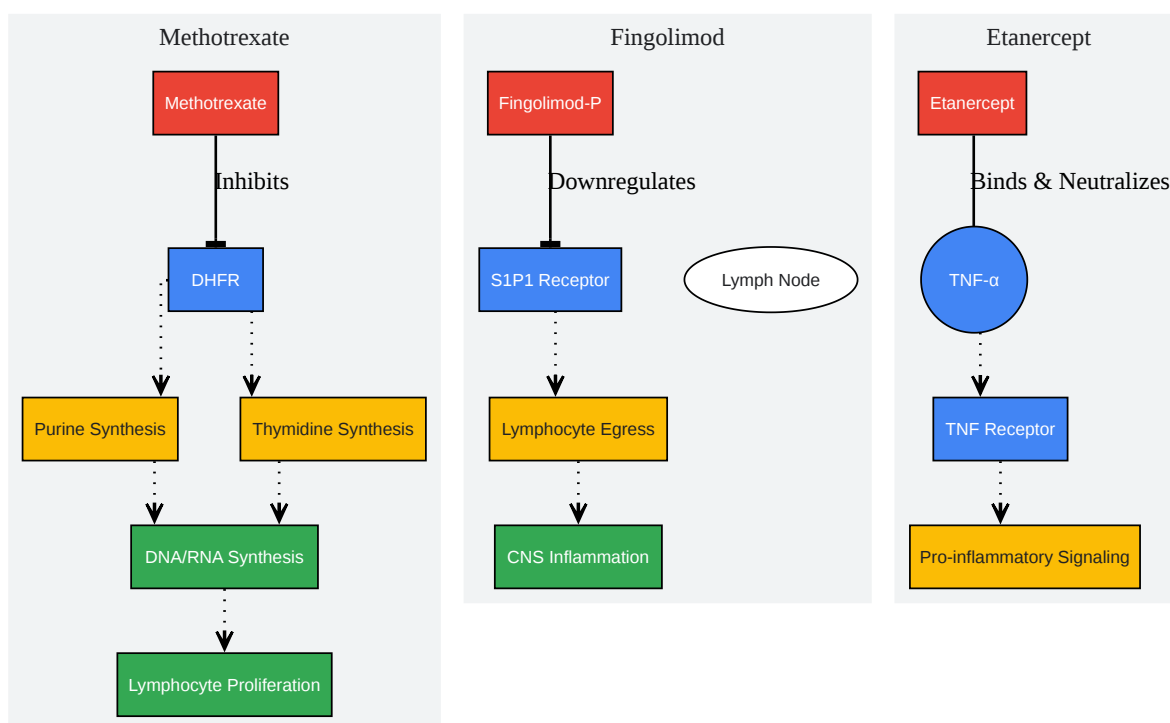 Methotrexate
Methotrexate
Inhibits
DHFR
Purine Synthesis
Thymidine Synthesis
DNA/RNA Synthesis
Lymphocyte Proliferation
Fingolimod
Fingolimod-P
Downregulates
S1P1 Receptor
Lymph Node
Lymphocyte Egress
CNS Inflammation
Etanercept
Etanercept
Binds & Neutralizes
TNF-α
TNF Receptor
Pro-inflammatory Signaling